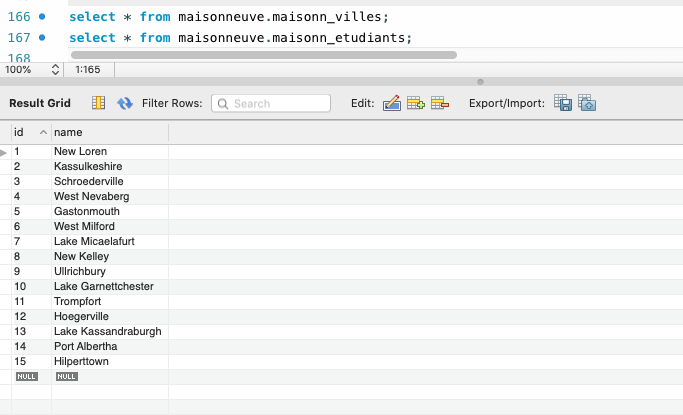 166 select * from maisonneuve.maisonn_villes;
167 select * from maisonneuve.maisonn_etudiants;
168
100% 1:165
Result Grid Filter Rows: Search Edit: Export/Import:
id name
1 New Loren
2 Kassulkeshire
3 Schroederville
4 West Nevaberg
5 Gastonmouth
6 West Milford
7 Lake Micaelafurt
8 New Kelley
9 Ullrichbury
10 Lake Garnettchester
11 Trompfort
12 Hoegerville
13 Lake Kassandraburgh
14 Port Albertha
15 Hilperttown
NULL NULL